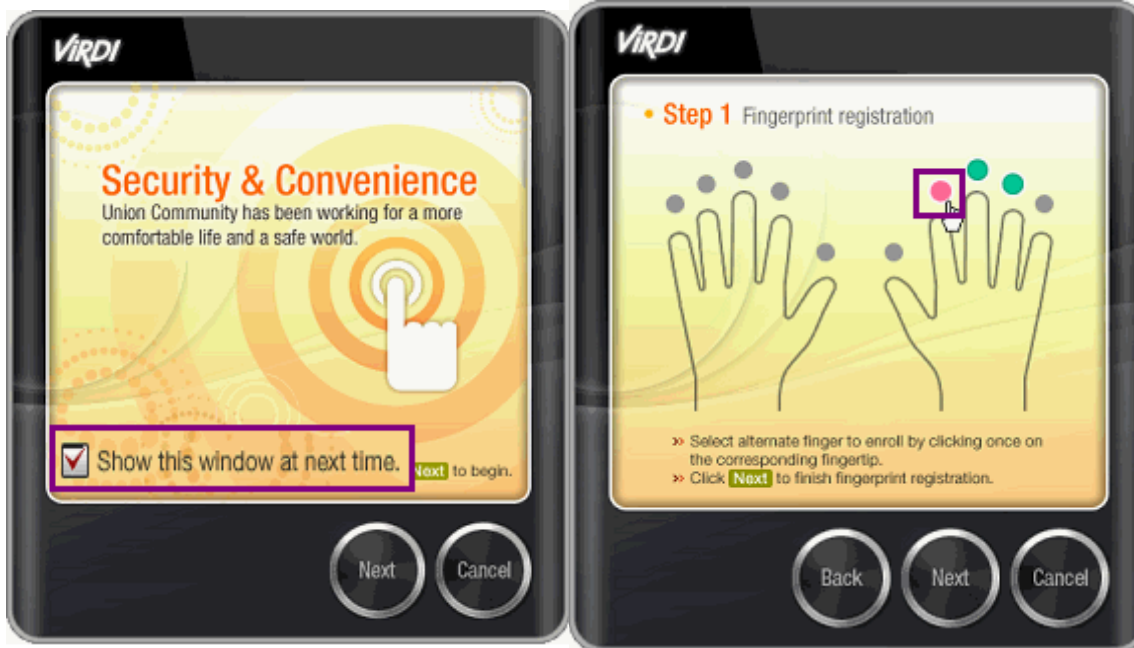 ViRDI
Security & Convenience
Union Community has been working for a more
comfortable life and a safe world.
Show this window at next time.
Next to begin.
Next
Cancel
ViRDI
• Step 1 Fingerprint registration
» Select alternate finger to enroll by clicking once on
the corresponding fingertip.
» Click Next to finish fingerprint registration.
Back
Next
Cancel